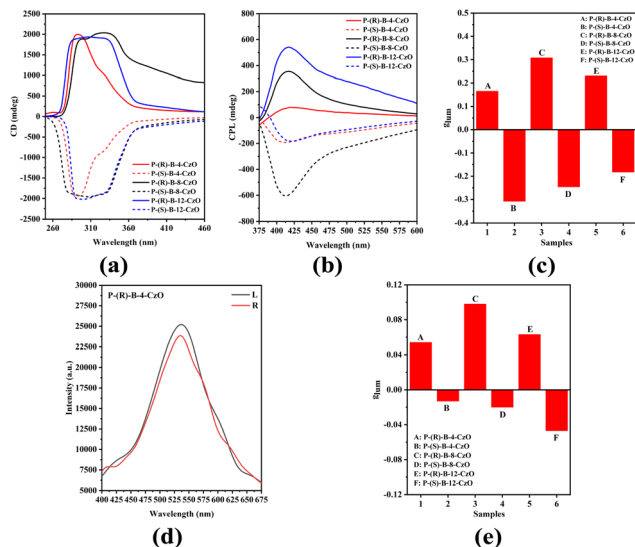 2500
2000
1500
1000
500
0
-500
-1000
-1500
-2000
-2500
CD
(mdeg)
P-(R)-B-4-CzO
P-(S)-B-4-CzO
P-(R)-B-8-CzO
P-(S)-B-8-CzO
P-(R)-B-12-CzO
P-(S)-B-12-CzO
260 310 360 410 460
Wavelength (nm)
(a)
800
600
400
200
0
-200
-400
-600
-800
CPL
(mdeg)
P-(R)-B-4-CzO
P-(S)-B-4-CzO
P-(R)-B-8-CzO
P-(S)-B-8-CzO
P-(R)-B-12-CzO
P-(S)-B-12-CzO
375 400 425 450 475 500 525 550 575 600
Wavelength (nm)
(b)
0.5
0.4
0.3
0.2
0.1
0.0
-0.1
-0.2
-0.3
-0.4
glum
A: P-(R)-B-4-CzO
B: P-(S)-B-4-CzO
C: P-(R)-B-8-CzO
D: P-(S)-B-8-CzO
E: P-(R)-B-12-CzO
F: P-(S)-B-12-CzO
A
B
C
D
E
F
1 2 3 4 5 6
Samples
(c)
P-(R)-B-4-CzO
L
R
30000
27500
25000
22500
20000
17500
15000
12500
10000
7500
5000
Intensity (a.u.)
400 425 450 475 500 525 550 575 600 625 650 675
Wavelength (nm)
(d)
0.12
0.08
0.04
0.00
-0.04
-0.08
-0.12
glum
A
B
C
D
E
F
A: P-(R)-B-4-CzO
B: P-(S)-B-4-CzO
C: P-(R)-B-8-CzO
D: P-(S)-B-8-CzO
E: P-(R)-B-12-CzO
F: P-(S)-B-12-CzO
1 2 3 4 5 6
Samples
(e)